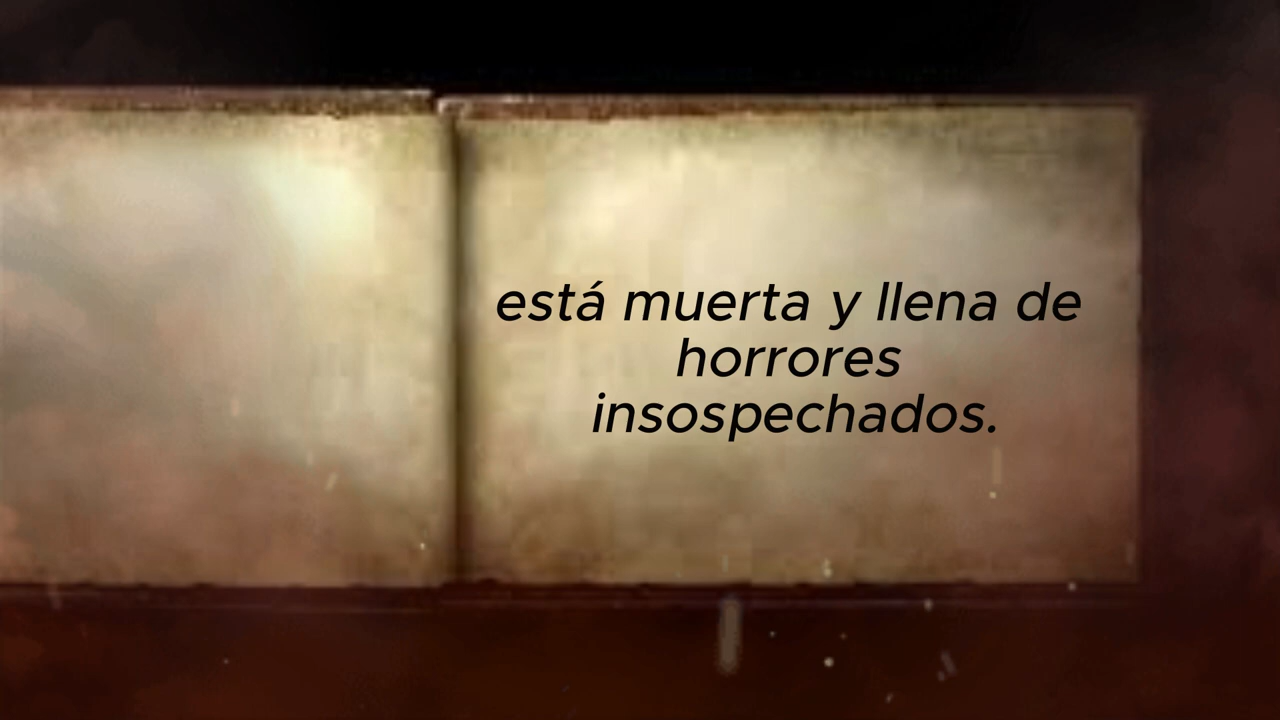 está muerta y llena de
horrores
insospechados.